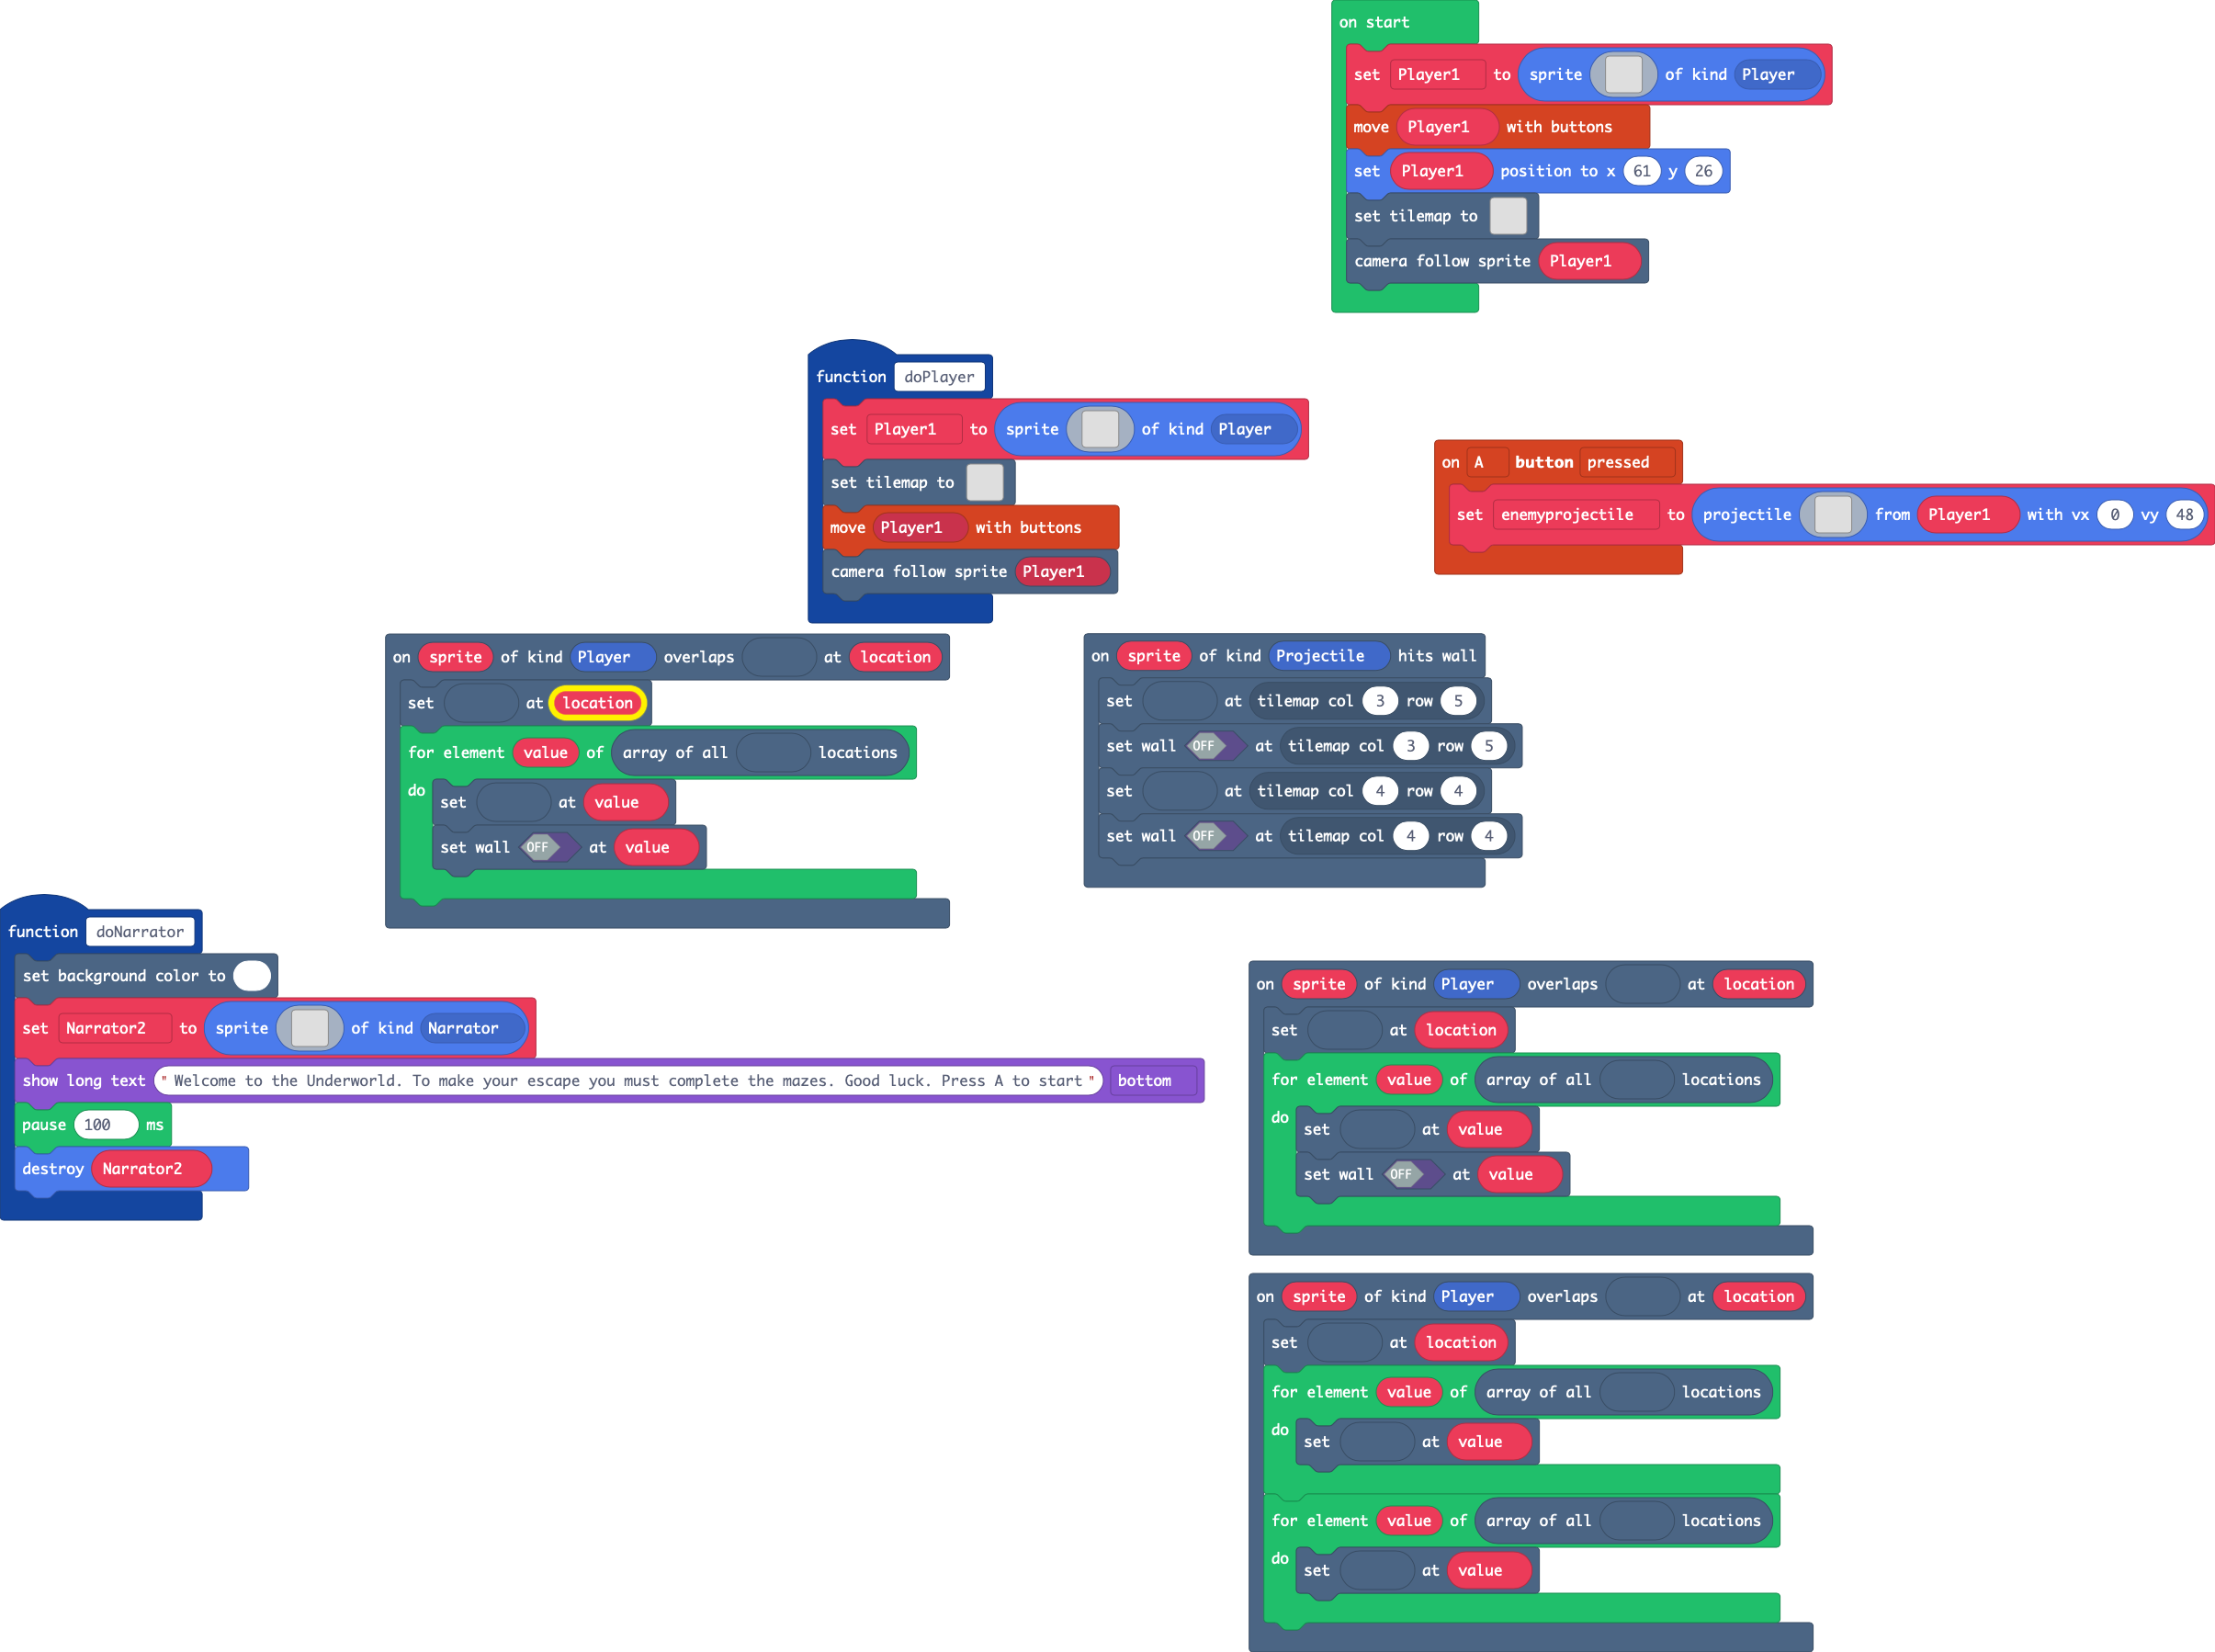 on start
set Player1 to sprite of kind Player
move Player1 with buttons
set Player1 position to x 61 y 26
set tilemap to
camera follow sprite Player1
function doPlayer
set Player1 to sprite of kind Player
set tilemap to
move Player1 with buttons
camera follow sprite Player1
on A button pressed
set enemyprojectile to projectile from Player1 with vx 0 vy 48
on sprite of kind Player overlaps at location
set at location
for element value of array of all locations
do
set at value
set wall OFF at value
on sprite of kind Projectile hits wall
set at tilemap col 3 row 5
set wall OFF at tilemap col 3 row 5
set at tilemap col 4 row 4
set wall OFF at tilemap col 4 row 4
function doNarrator
set background color to
set Narrator2 to sprite of kind Narrator
show long text "Welcome to the Underworld. To make your escape you must complete the mazes. Good luck. Press A to start" bottom
pause 100 ms
destroy Narrator2
on sprite of kind Player overlaps at location
set at location
for element value of array of all locations
do
set at value
set wall OFF at value
on sprite of kind Player overlaps at location
set at location
for element value of array of all locations
do
set at value
for element value of array of all locations
do
set at value